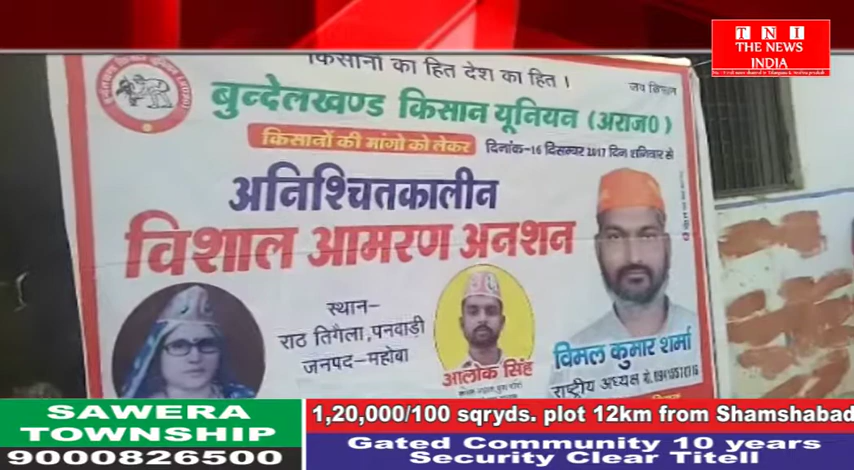 T N I
THE NEWS
INDIA
किसानों का हित देश का हित ।
जय किसान
बुन्देलखण्ड किसान यूनियन (अराज0)
किसानों की मांगो को लेकर
दिनांक-16 दिसम्बर 2017 दिन शनिवार से
अनिश्चितकालीन
विशाल आमरण अनशन
स्थान-
राठ तिगैला, पनवाड़ी
जनपद-महोबा
आलोक सिंह
विमल कुमार शर्मा
राष्ट्रीय अध्यक्ष
SAWERA
TOWNSHIP
9000826500
1,20,000/100 sqryds. plot 12km from Shamshabad
Gated Community 10 years
Security Clear Titell